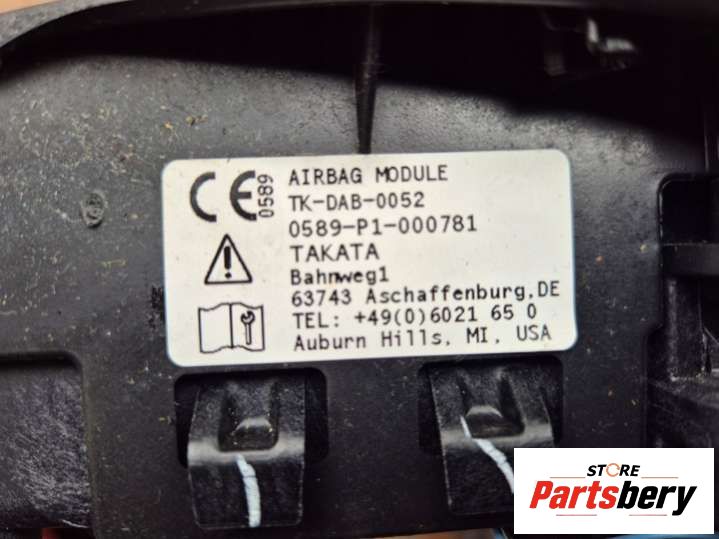 CE 0589
AIRBAG MODULE
TK-DAB-0052
0589-P1-000781
TAKATA
Bahnweg1
63743 Aschaffenburg,DE
TEL: +49(0)6021 65 0
Auburn Hills, MI, USA
STORE
Partsbery